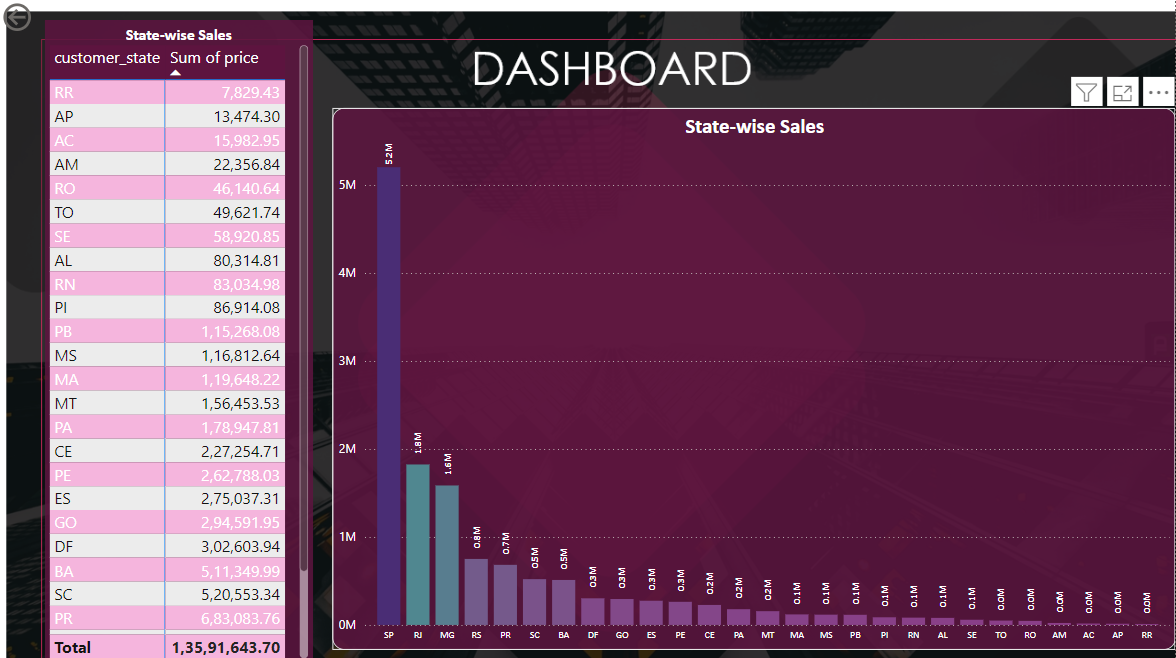 State-wise Sales
customer_state Sum of price
RR 7,829.43
AP 13,474.30
AC 15,982.95
AM 22,356.84
RO 46,140.64
TO 49,621.74
SE 58,920.85
AL 80,314.81
RN 83,034.98
PI 86,914.08
PB 1,15,268.08
MS 1,16,812.64
MA 1,19,648.22
MT 1,56,453.53
PA 1,78,947.81
CE 2,27,254.71
PE 2,62,788.03
ES 2,75,037.31
GO 2,94,591.95
DF 3,02,603.94
BA 5,11,349.99
SC 5,20,553.34
PR 6,83,083.76
Total 1,35,91,643.70
DASHBOARD
State-wise Sales
5M
4M
3M
2M
1M
0M
5.2M 1.8M 1.6M 0.8M 0.7M 0.5M 0.5M 0.3M 0.3M 0.3M 0.3M 0.2M 0.2M 0.2M 0.1M 0.1M 0.1M 0.1M 0.1M 0.1M 0.1M 0.0M 0.0M 0.0M 0.0M 0.0M 0.0M
SP RJ MG RS PR SC BA DF GO ES PE CE PA MT MA MS PB PI RN AL SE TO RO AM AC AP RR